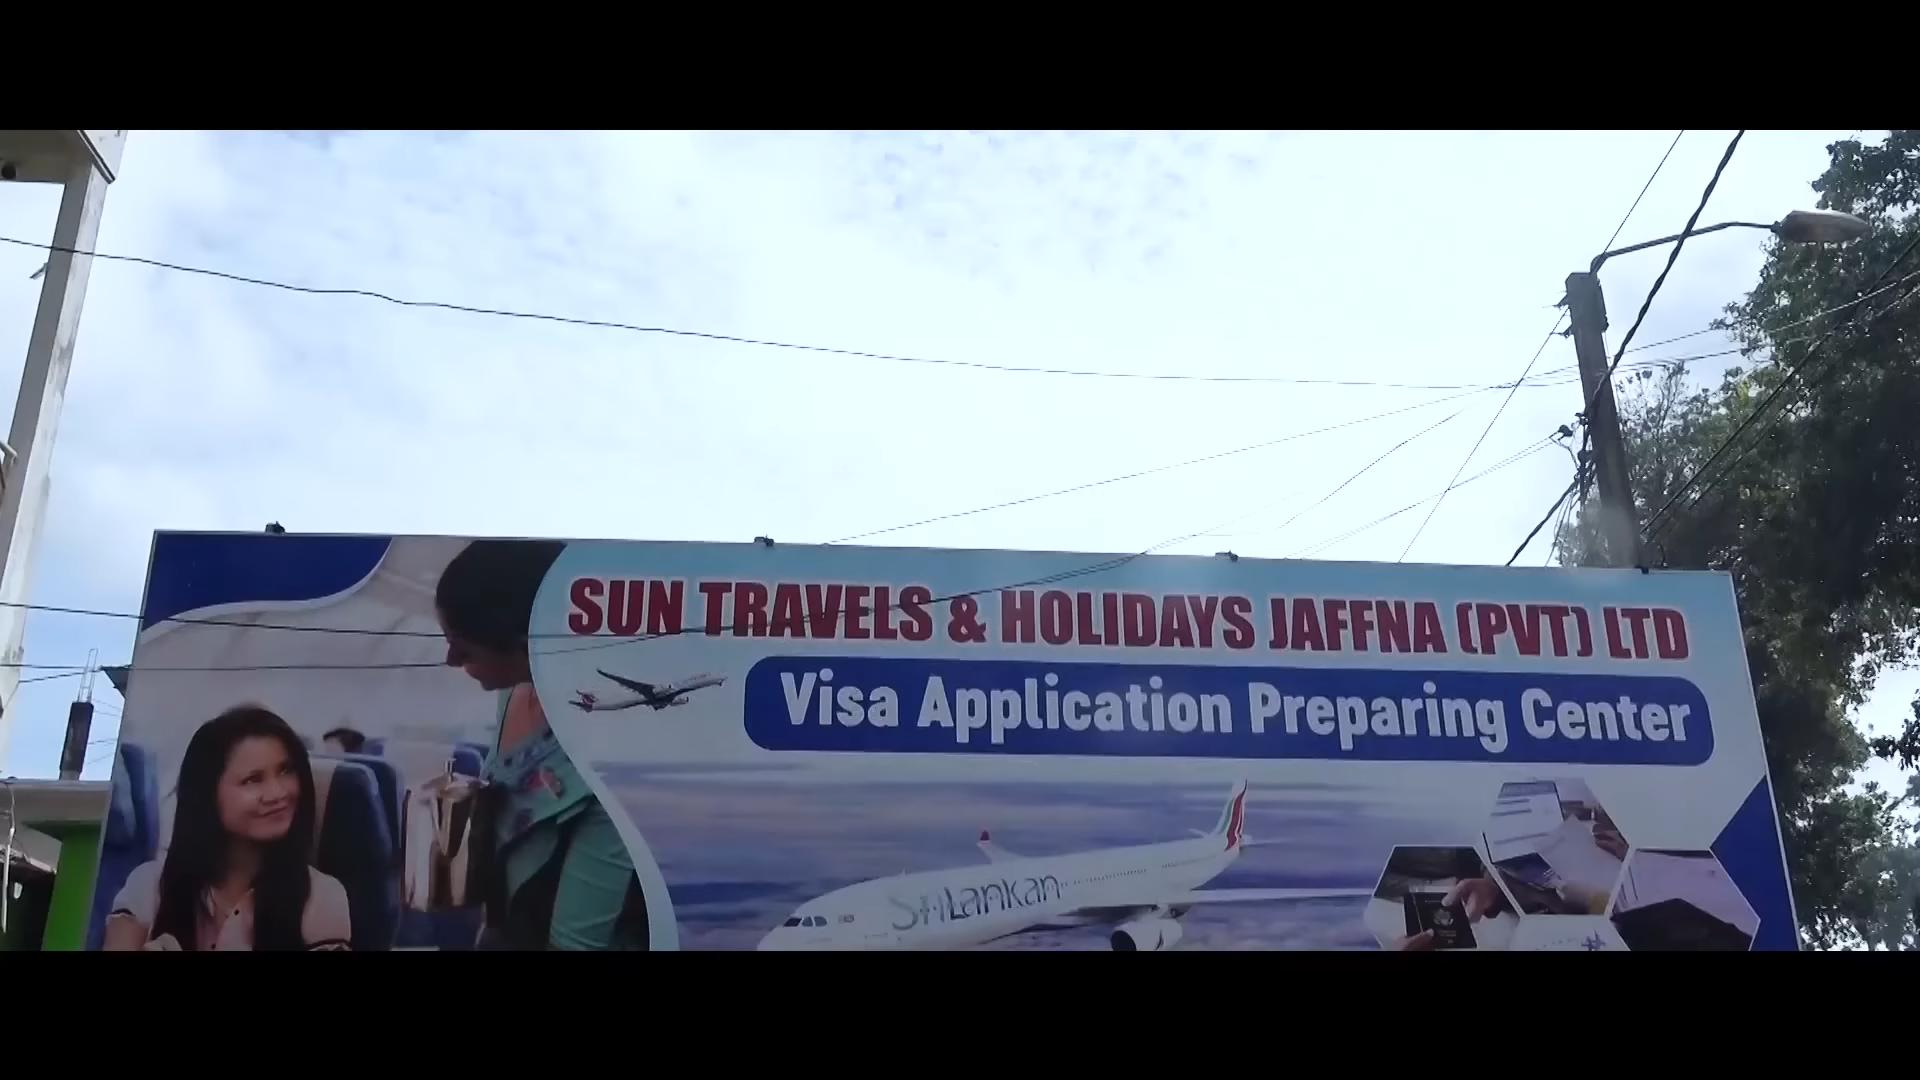 SUN TRAVELS & HOLIDAYS JAFFNA (PVT) LTD
Visa Application Preparing Center
SriLankan